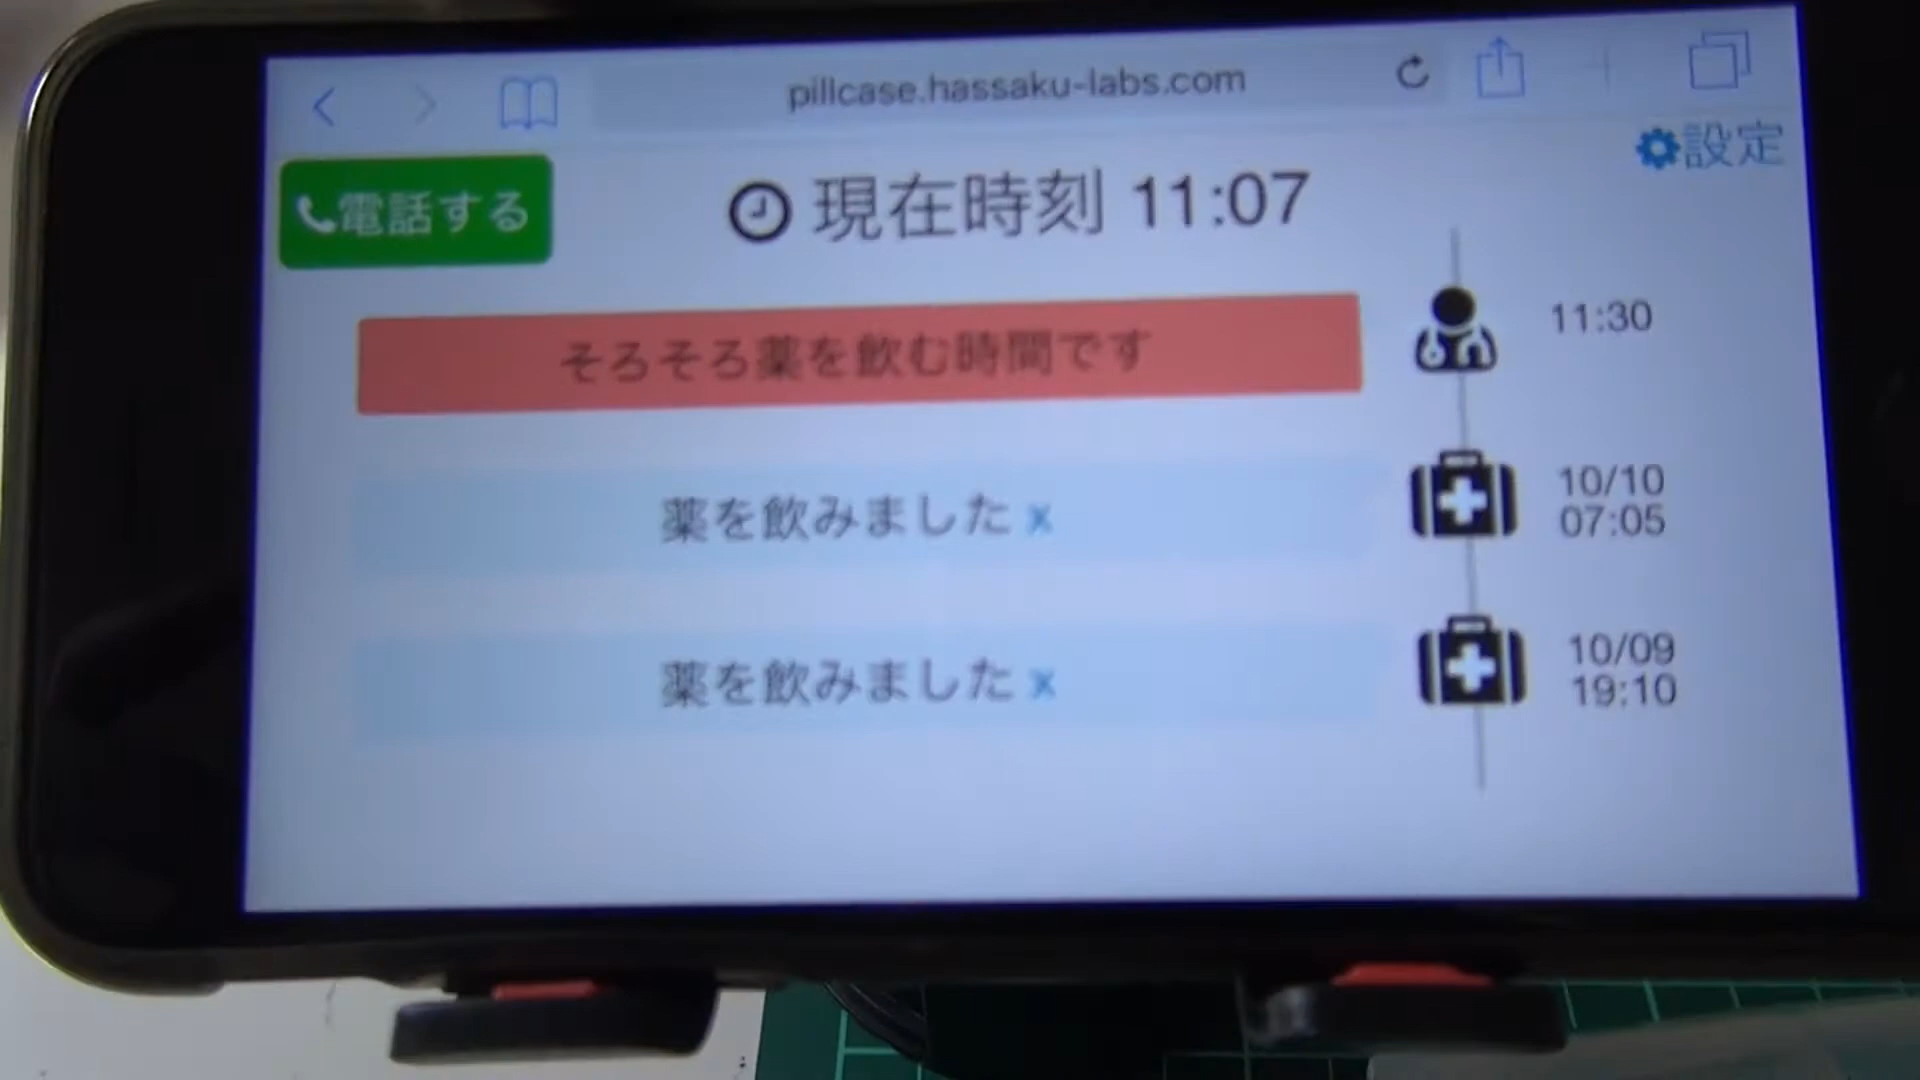 pillcase.hassaku-labs.com
設定
電話する
現在時刻 11:07
そろそろ薬を飲む時間です
11:30
薬を飲みました x
10/10
07:05
薬を飲みました x
10/09
19:10